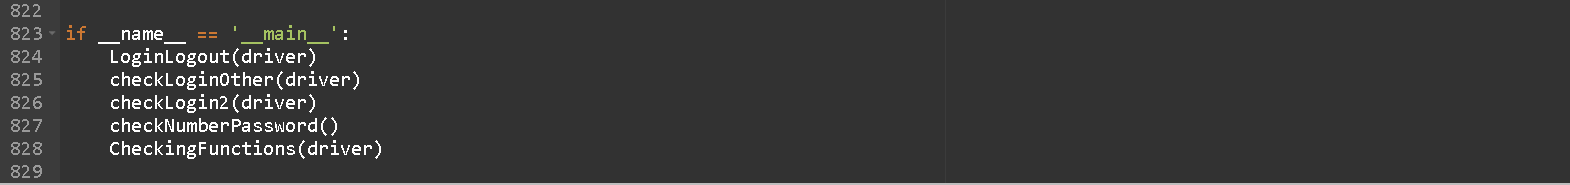 822
823 if __name__ == '__main__':
824 LoginLogout(driver)
825 checkLoginOther(driver)
826 checkLogin2(driver)
827 checkNumberPassword()
828 CheckingFunctions(driver)
829